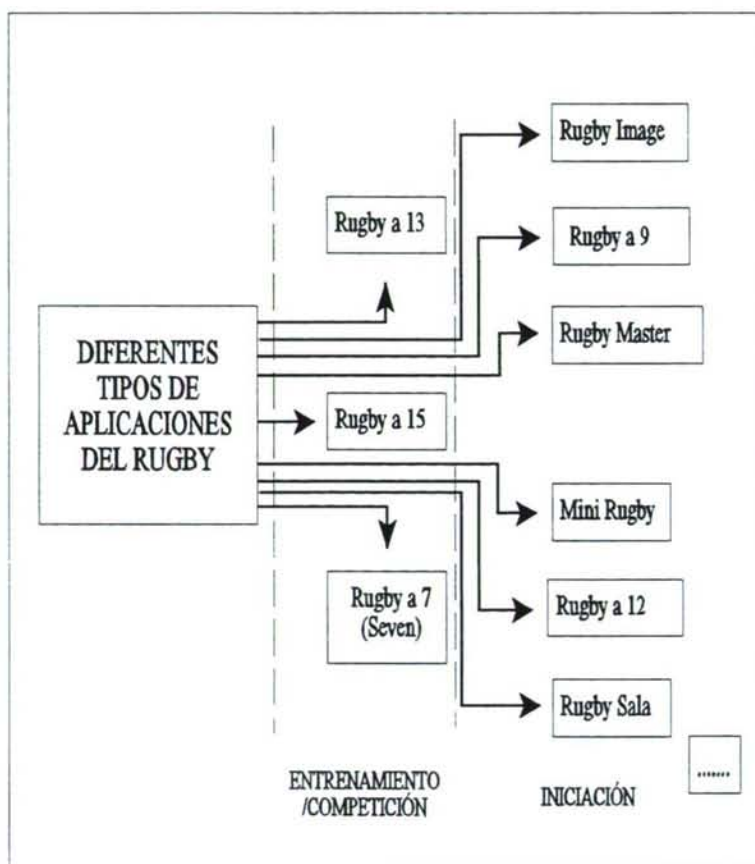 Rugby Image
Rugby a 13
Rugby a 9
Rugby Master
DIFERENTES
TIPOS DE
APLICACIONES
DEL RUGBY
Rugby a 15
Mini Rugby
Rugby a 7
(Seven)
Rugby a 12
Rugby Sala
.......
ENTRENAMIENTO
/COMPETICIÓN
INICIACIÓN